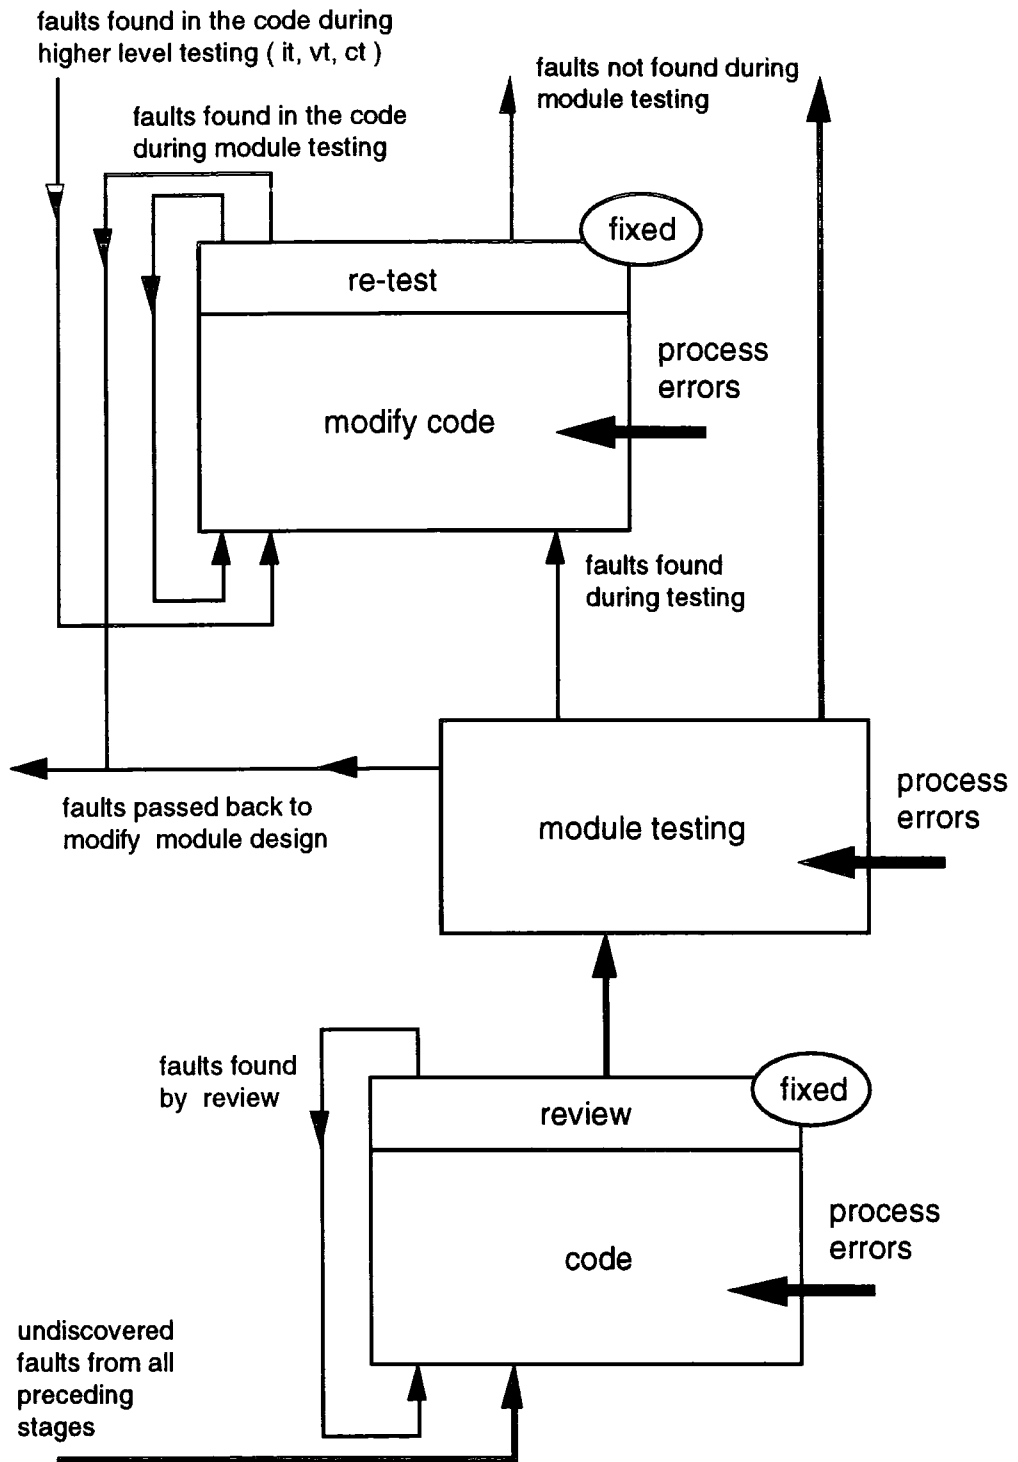 faults found in the code during
higher level testing ( it, vt, ct )
faults not found during
module testing
faults found in the code
during module testing
fixed
re-test
process
errors
modify code
faults found
during testing
process
errors
faults passed back to
modify module design
module testing
faults found
by review
fixed
review
process
errors
code
undiscovered
faults from all
preceding
stages